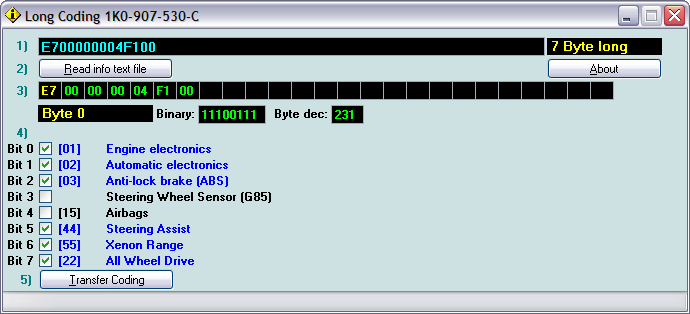 Long Coding 1K0-907-530-C
1) E700000004F100 7 Byte long
2) Read info text file About
3) E7 00 00 00 04 F1 00
Byte 0 Binary: 11100111 Byte dec: 231
4)
Bit 0 [01] Engine electronics
Bit 1 [02] Automatic electronics
Bit 2 [03] Anti-lock brake (ABS)
Bit 3 Steering Wheel Sensor (G85)
Bit 4 [15] Airbags
Bit 5 [44] Steering Assist
Bit 6 [55] Xenon Range
Bit 7 [22] All Wheel Drive
5) Transfer Coding